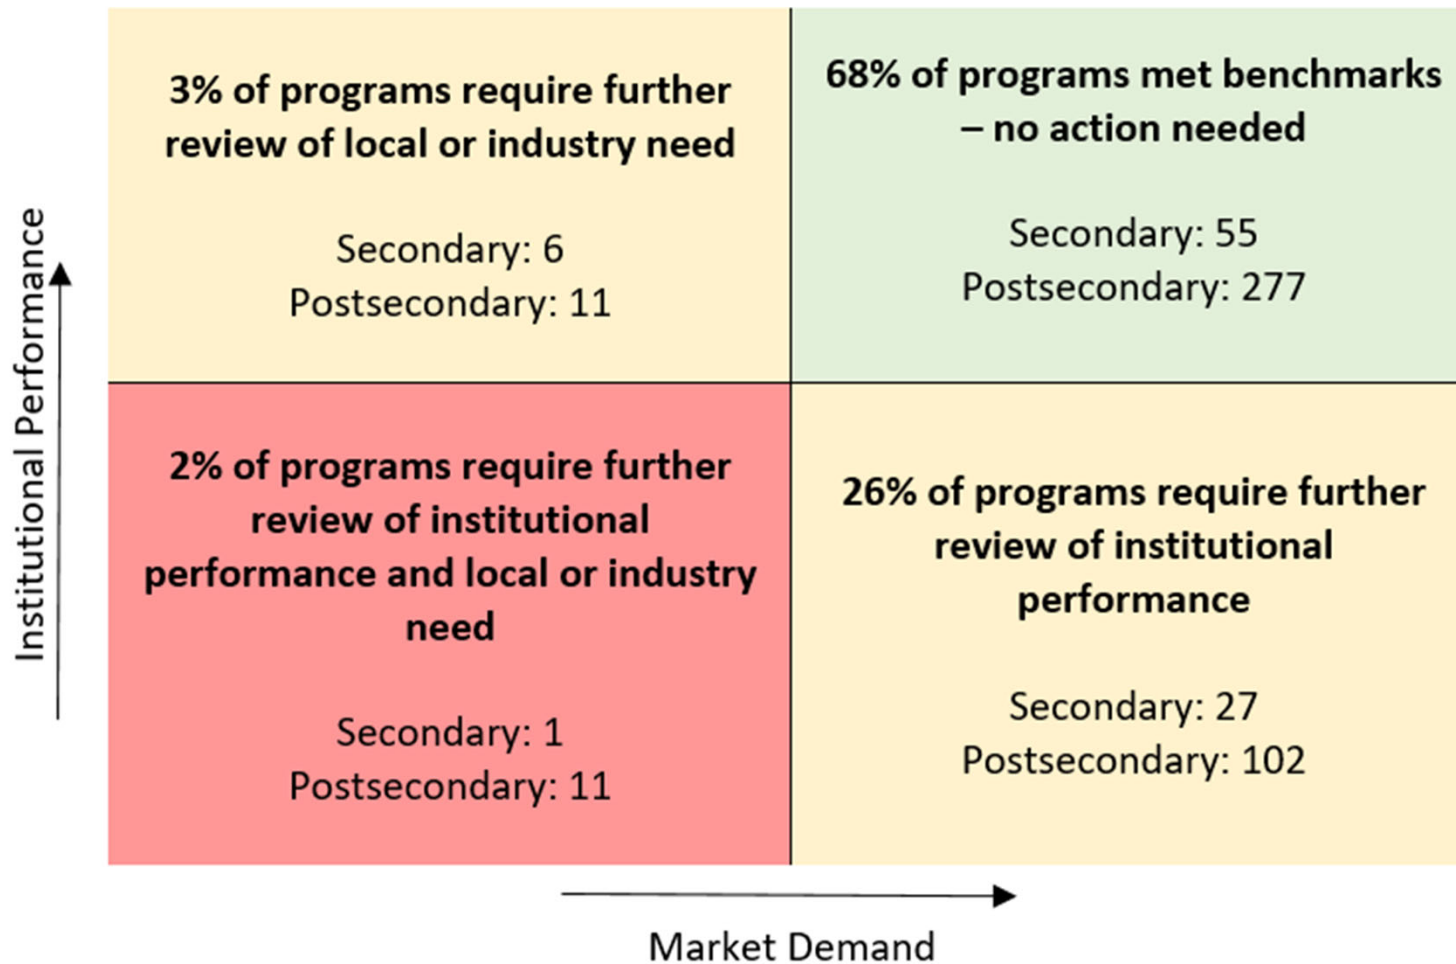 3% of programs require further
review of local or industry need
Secondary: 6
Postsecondary: 11
68% of programs met benchmarks
– no action needed
Secondary: 55
Postsecondary: 277
Institutional Performance
2% of programs require further
review of institutional
performance and local or industry
need
Secondary: 1
Postsecondary: 11
26% of programs require further
review of institutional
performance
Secondary: 27
Postsecondary: 102
Market Demand